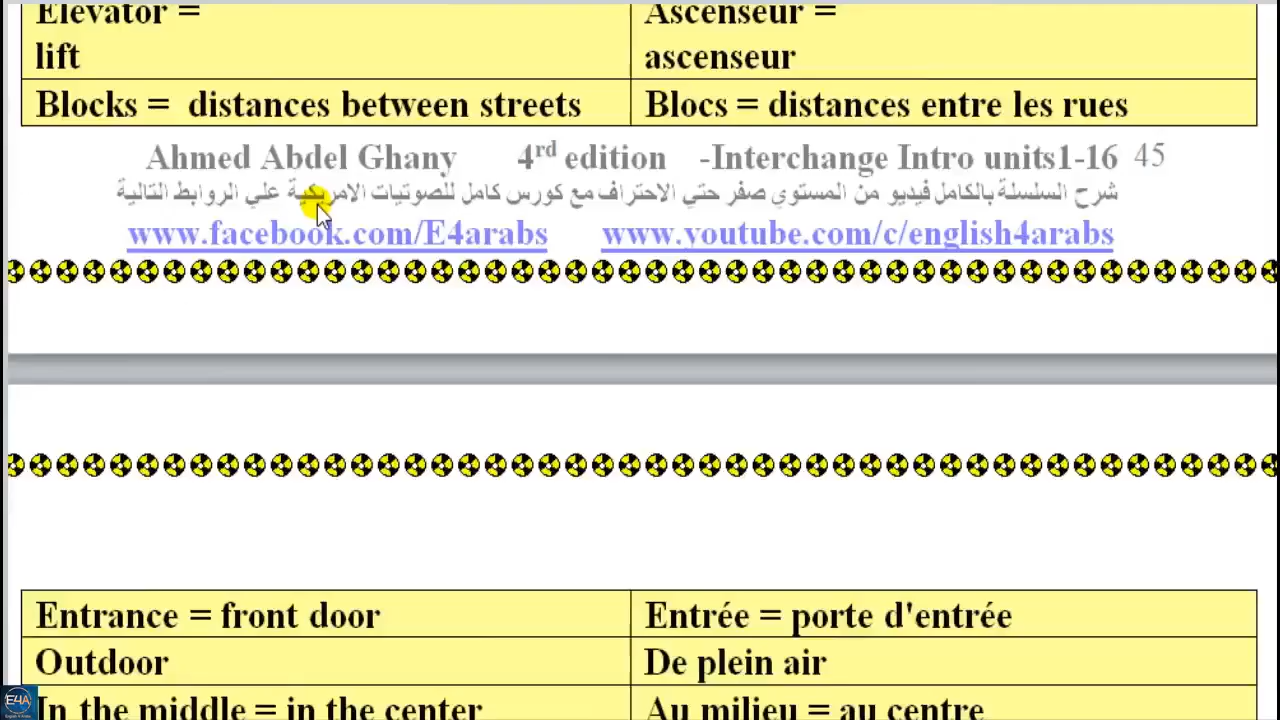 Elevator =
lift
Ascenseur =
ascenseur
Blocks = distances between streets
Blocs = distances entre les rues
Ahmed Abdel Ghany 4rd edition -Interchange Intro units1-16 45
شرح السلسلة بالكامل فيديو من المستوي صفر حتي الاحتراف مع كورس كامل للصوتيات الامريكية علي الروابط التالية
www.facebook.com/E4arabs www.youtube.com/c/english4arabs
Entrance = front door
Entrée = porte d'entrée
Outdoor
De plein air
In the middle = in the center
Au milieu = au centre
E4A